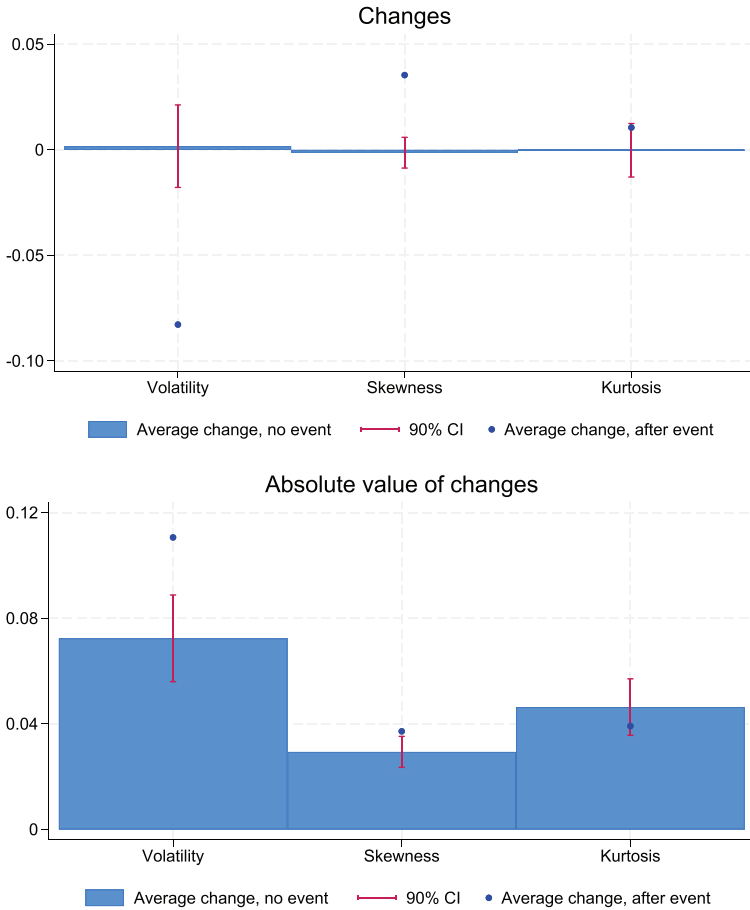 Changes
0.05
0
-0.05
-0.10
Volatility Skewness Kurtosis
Average change, no event 90% CI Average change, after event
Absolute value of changes
0.12
0.08
0.04
0
Volatility Skewness Kurtosis
Average change, no event 90% CI Average change, after event